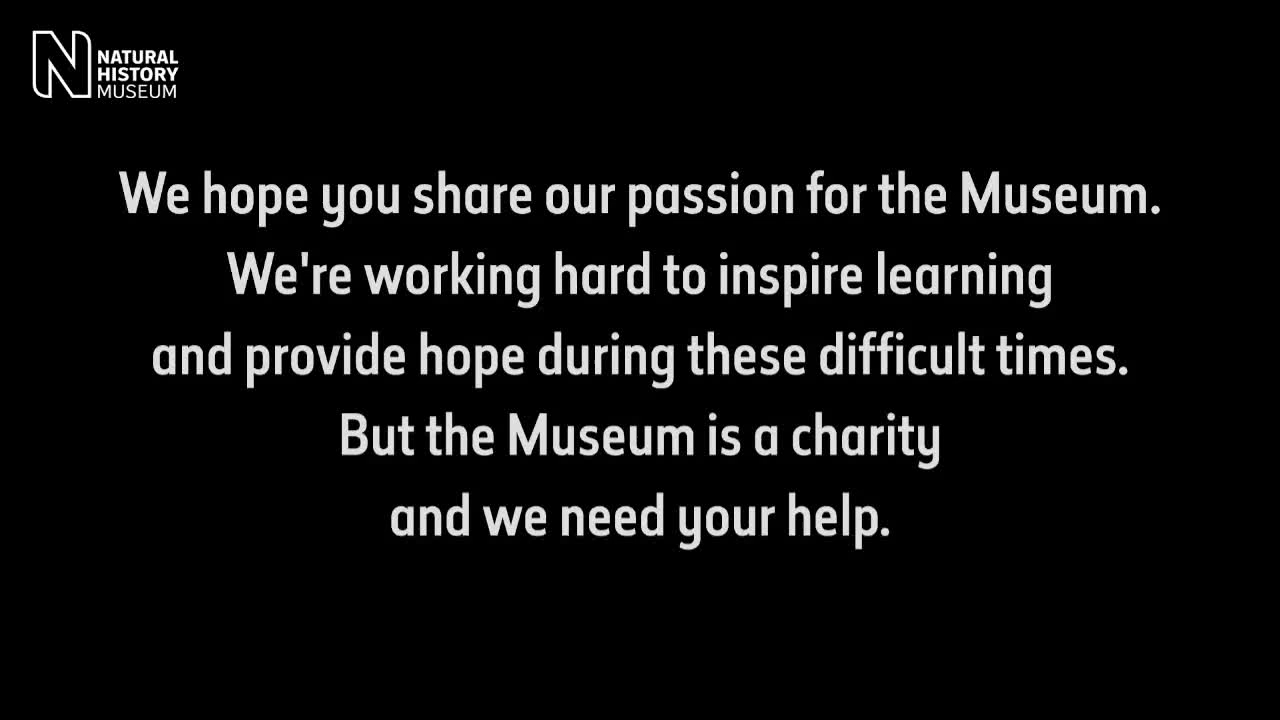 NATURAL
HISTORY
MUSEUM
We hope you share our passion for the Museum.
We're working hard to inspire learning
and provide hope during these difficult times.
But the Museum is a charity
and we need your help.